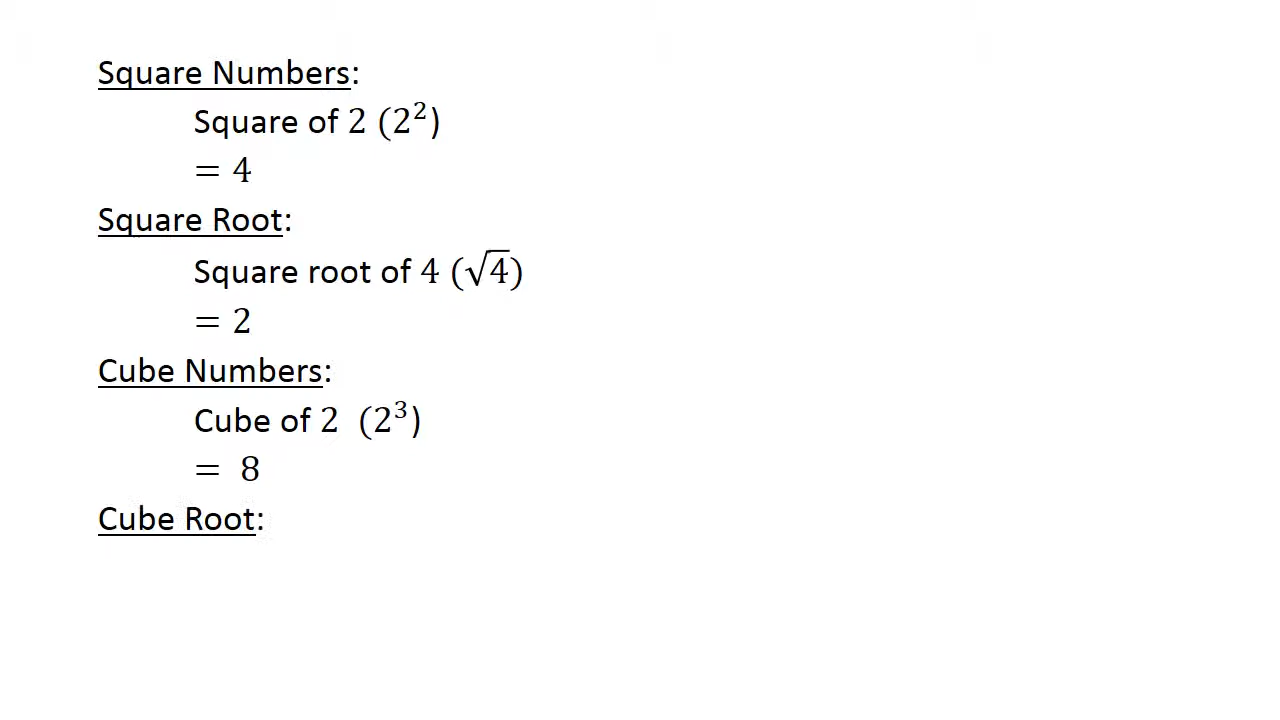 Square Numbers:
Square of 2 (2²)
= 4
Square Root:
Square root of 4 (√4)
= 2
Cube Numbers:
Cube of 2 (2³)
= 8
Cube Root: